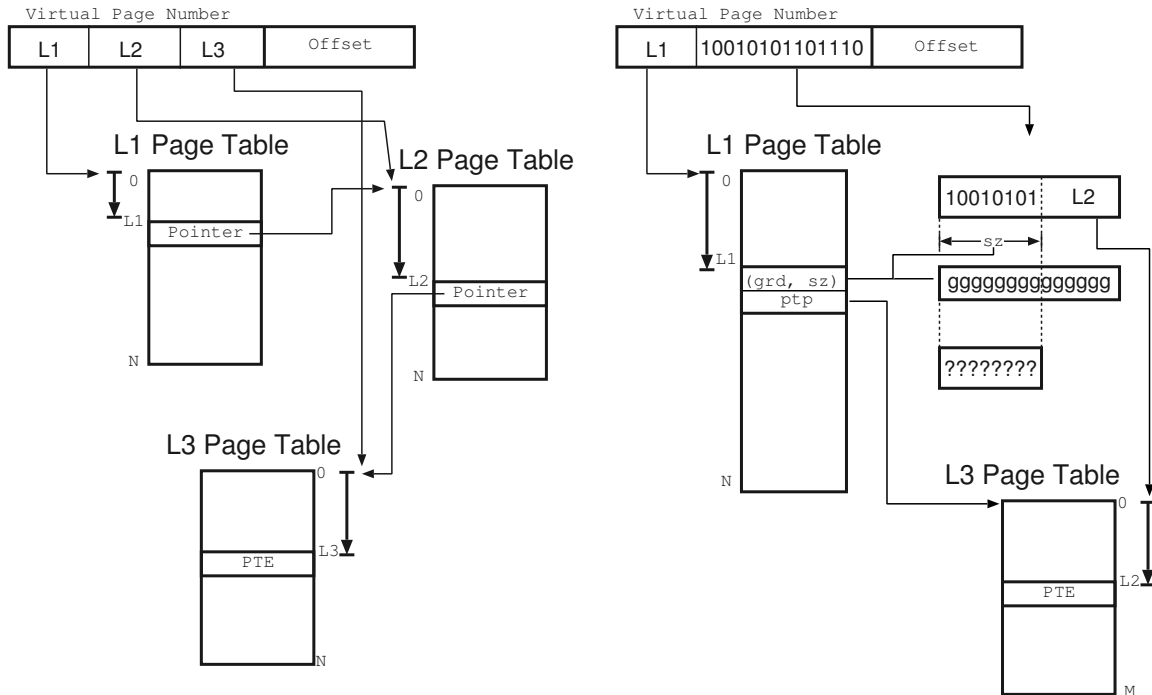 Virtual Page Number
L1 L2 L3 Offset
L1 Page Table
0
L1
Pointer
N
L2 Page Table
0
L2
Pointer
N
L3 Page Table
0
L3
PTE
N
Virtual Page Number
L1 10010101101110 Offset
L1 Page Table
0
L1
(grd, sz)
ptp
N
10010101 L2
sz
gggggggggggggg
????????
L3 Page Table
0
L2
PTE
M